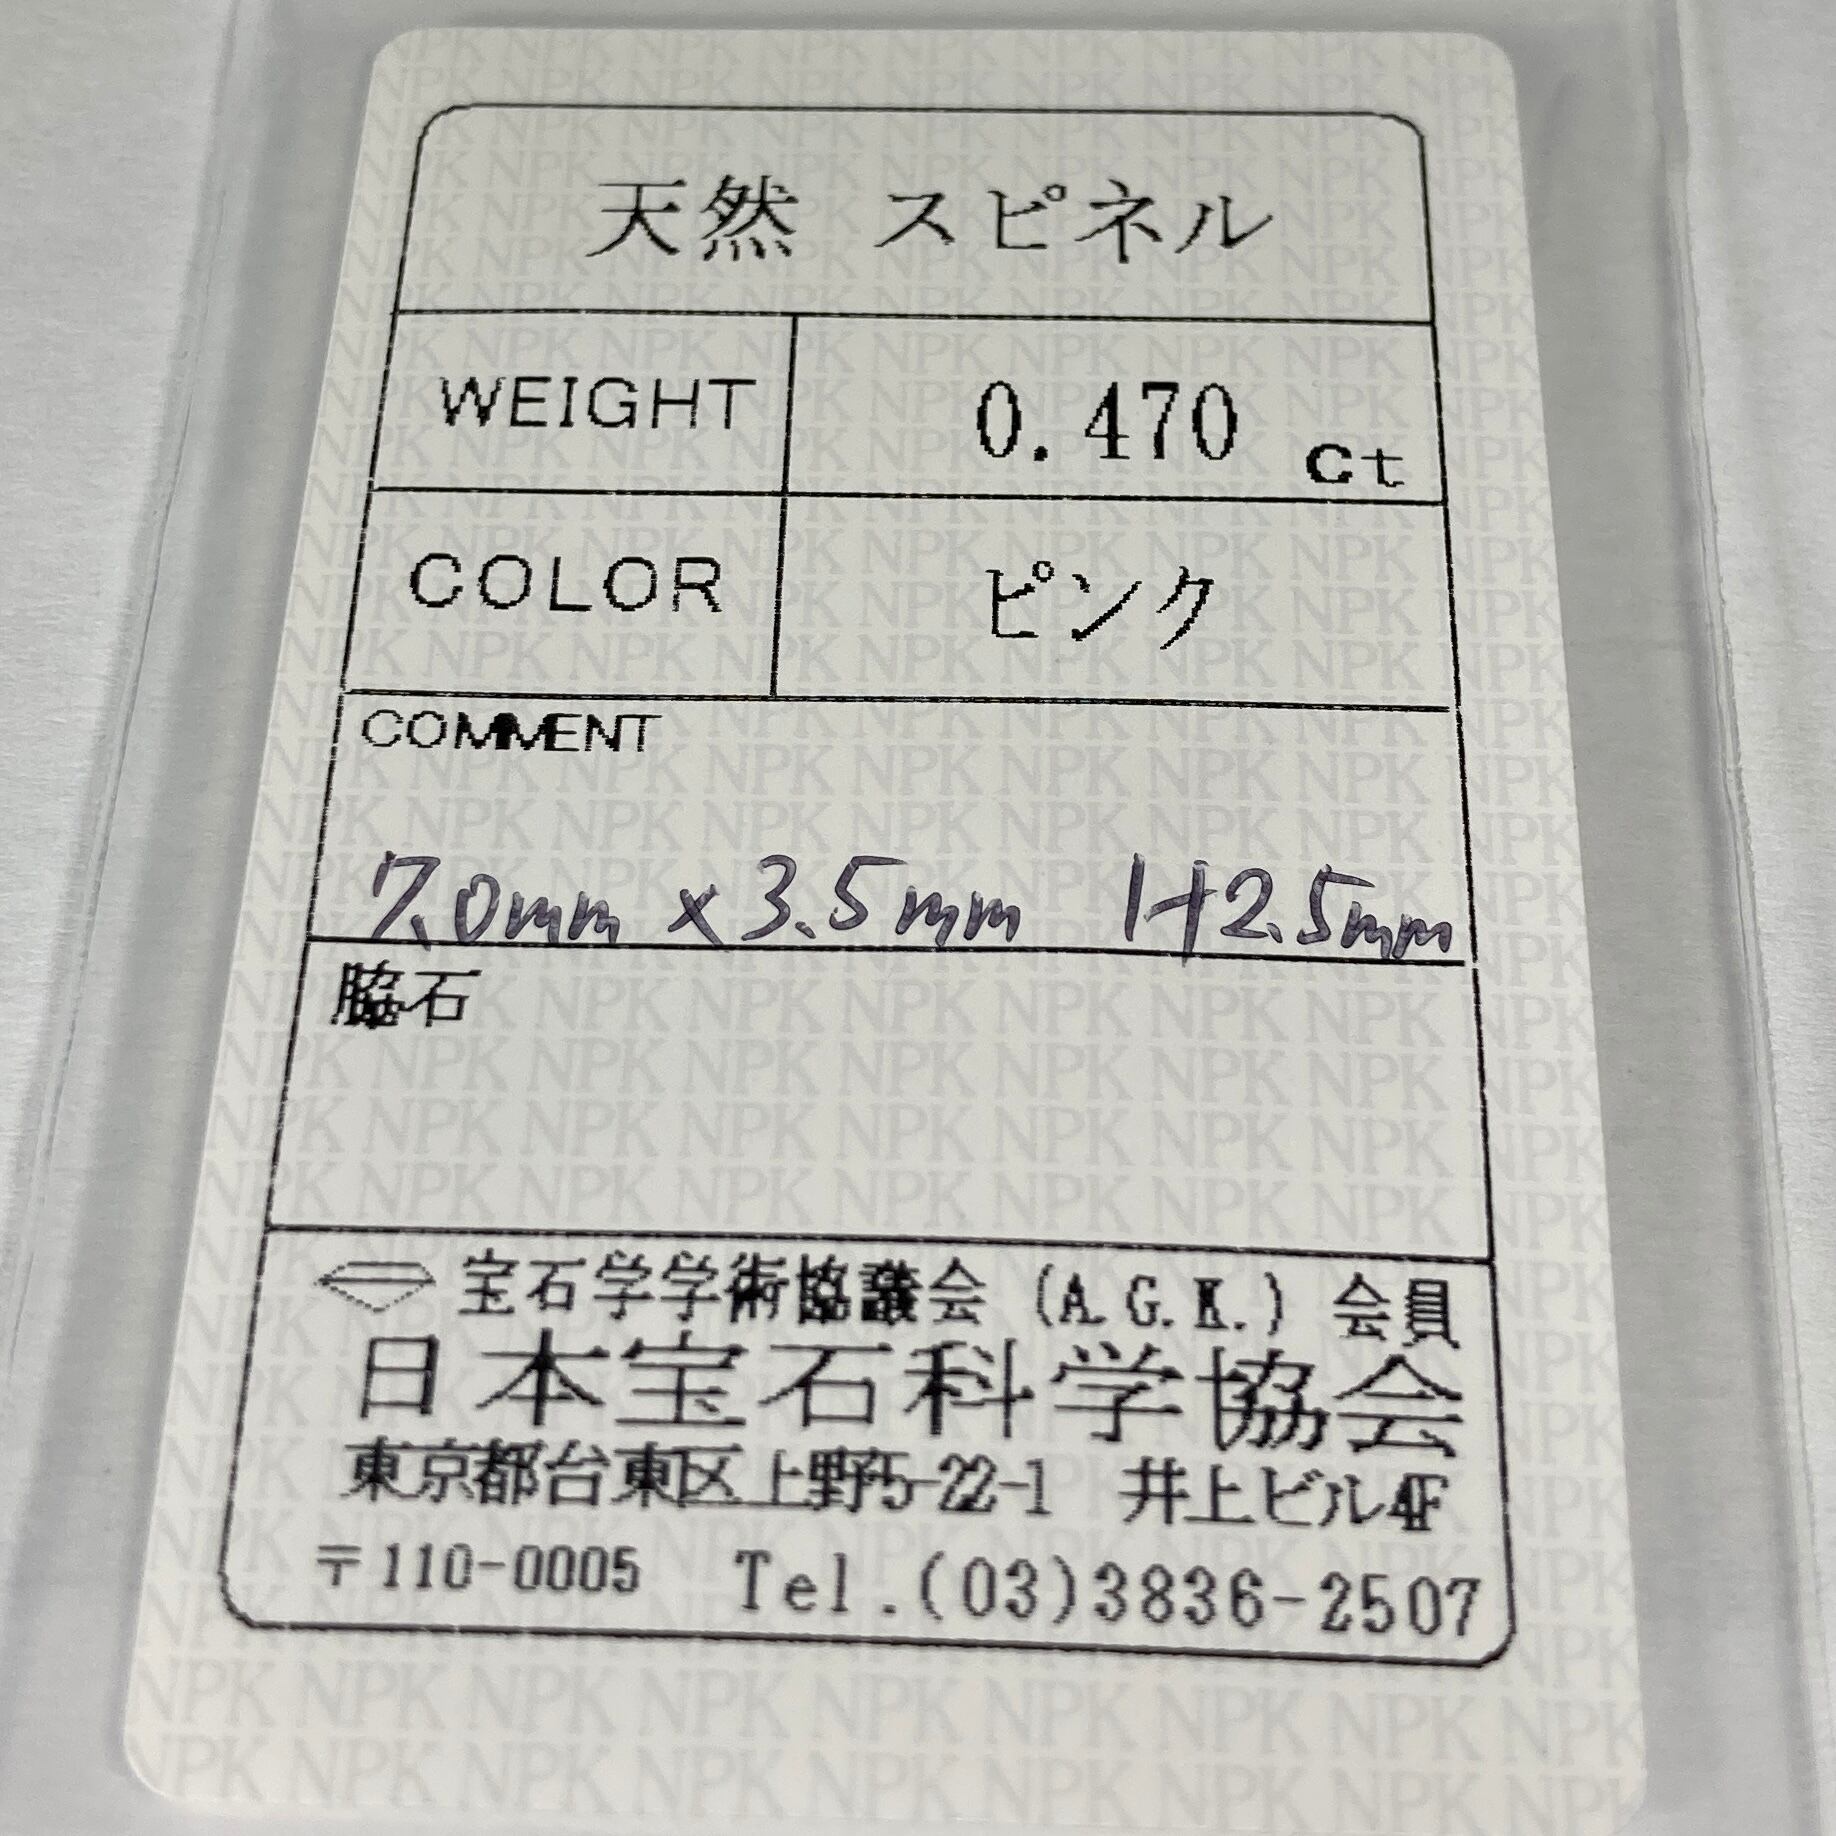 天然 スピネル
WEIGHT 0.470 ct
COLOR ピンク
COMMENT
7.0mm x 3.5mm H2.5mm
脇石
宝石学学術協議会 (A.G.K.) 会員
日本宝石科学協会
東京都台東区上野5-22-1 井上ビル4F
〒110-0005 Tel.(03)3836-2507